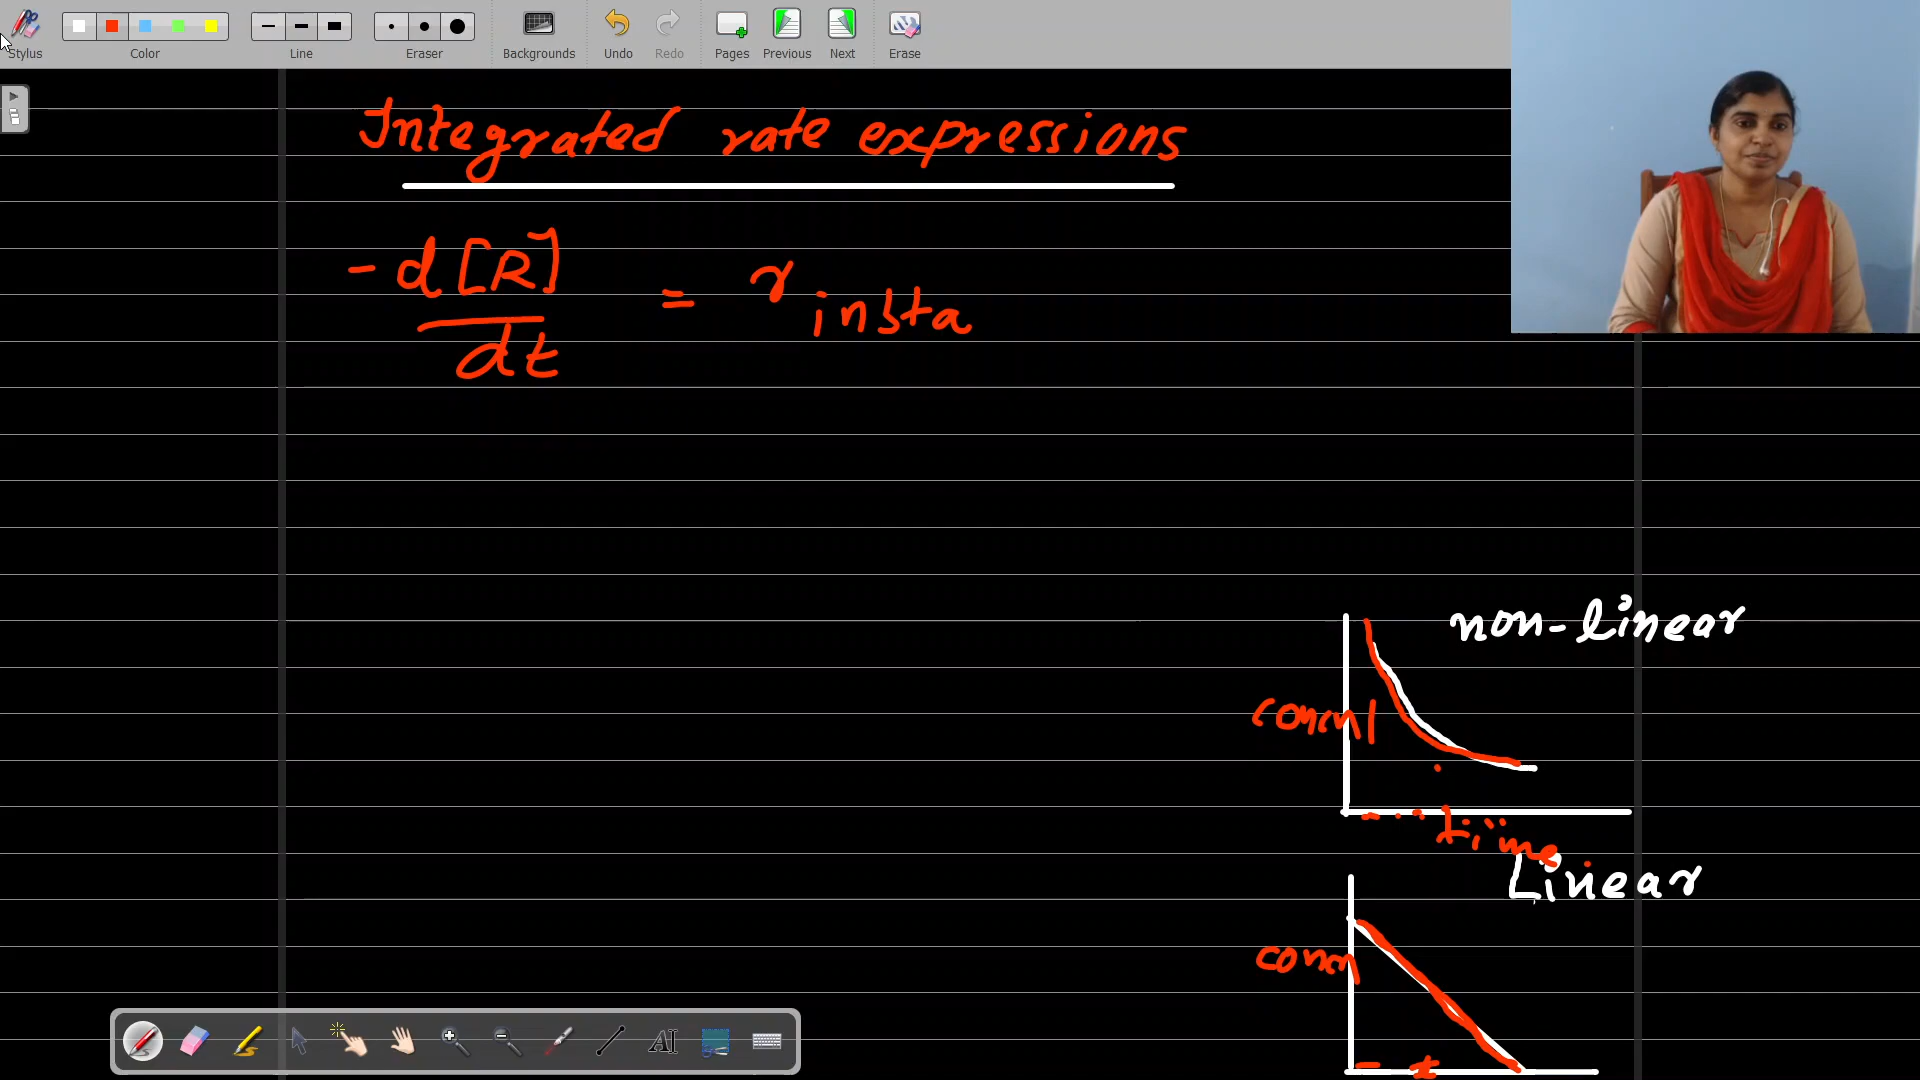 Stylus Color Line Eraser Backgrounds Undo Redo Pages Previous Next Erase
Integrated rate expressions
-d[R]/dt = r insta
non-linear
concn
time
Linear
concn
t
AI